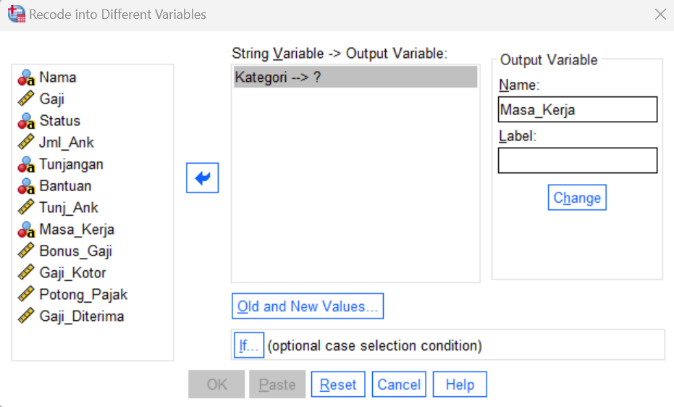 Recode into Different Variables
String Variable -> Output Variable:
Kategori --> ?
Nama
Gaji
Status
Jml_Ank
Tunjangan
Bantuan
Tunj_Ank
Masa_Kerja
Bonus_Gaji
Gaji_Kotor
Potong_Pajak
Gaji_Diterima
Output Variable
Name:
Masa_Kerja
Label:
Change
Old and New Values...
If... (optional case selection condition)
OK Paste Reset Cancel Help